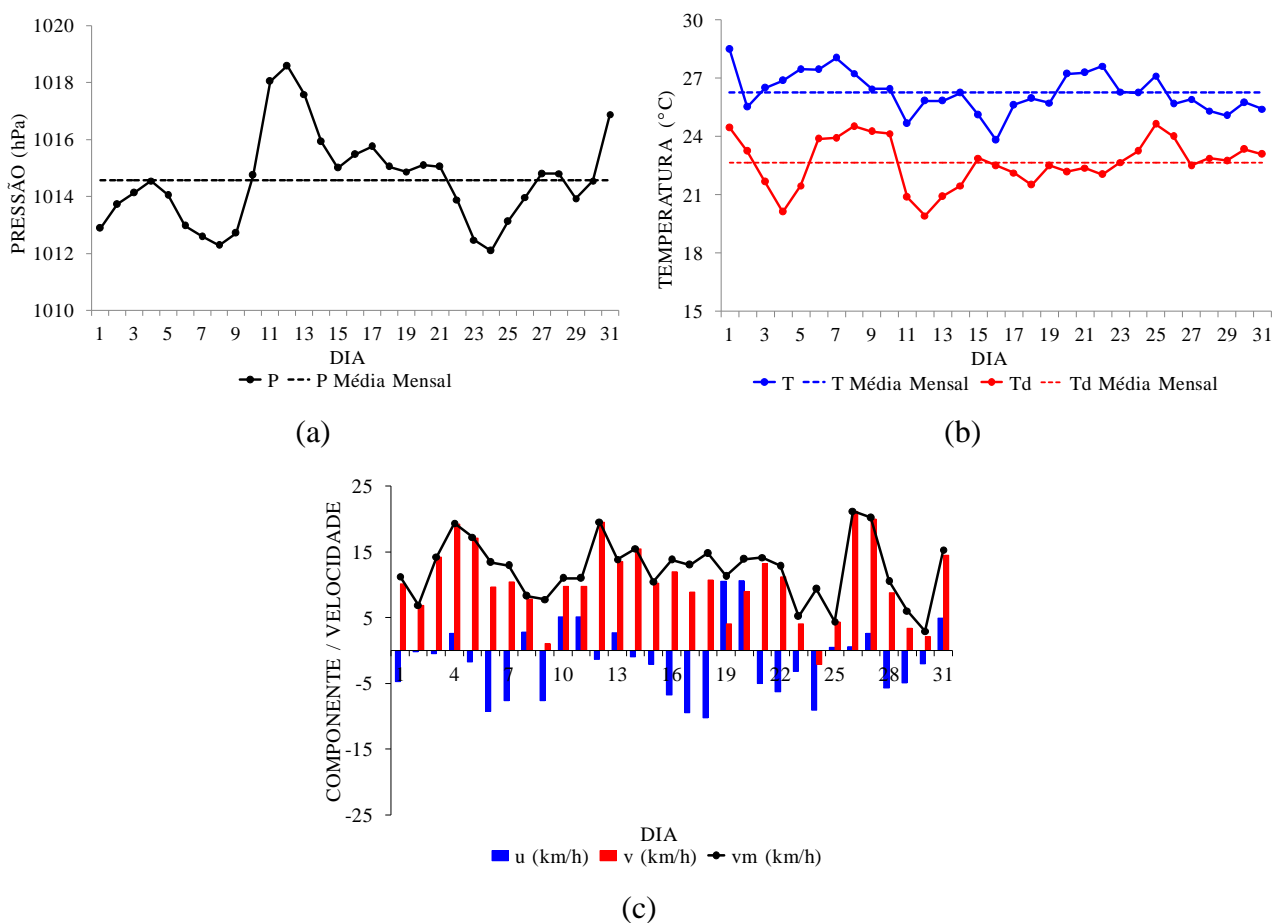 PRESSÃO (hPa)
1020
1018
1016
1014
1012
1010
1 3 5 7 9 11 13 15 17 19 21 23 25 27 29 31
DIA
P P Média Mensal
(a)
TEMPERATURA (°C)
30
27
24
21
18
15
1 3 5 7 9 11 13 15 17 19 21 23 25 27 29 31
DIA
T T Média Mensal Td Td Média Mensal
(b)
COMPONENTE / VELOCIDADE
25
15
5
-5
-15
-25
1 4 7 10 13 16 19 22 25 28 31
DIA
u (km/h) v (km/h) vm (km/h)
(c)